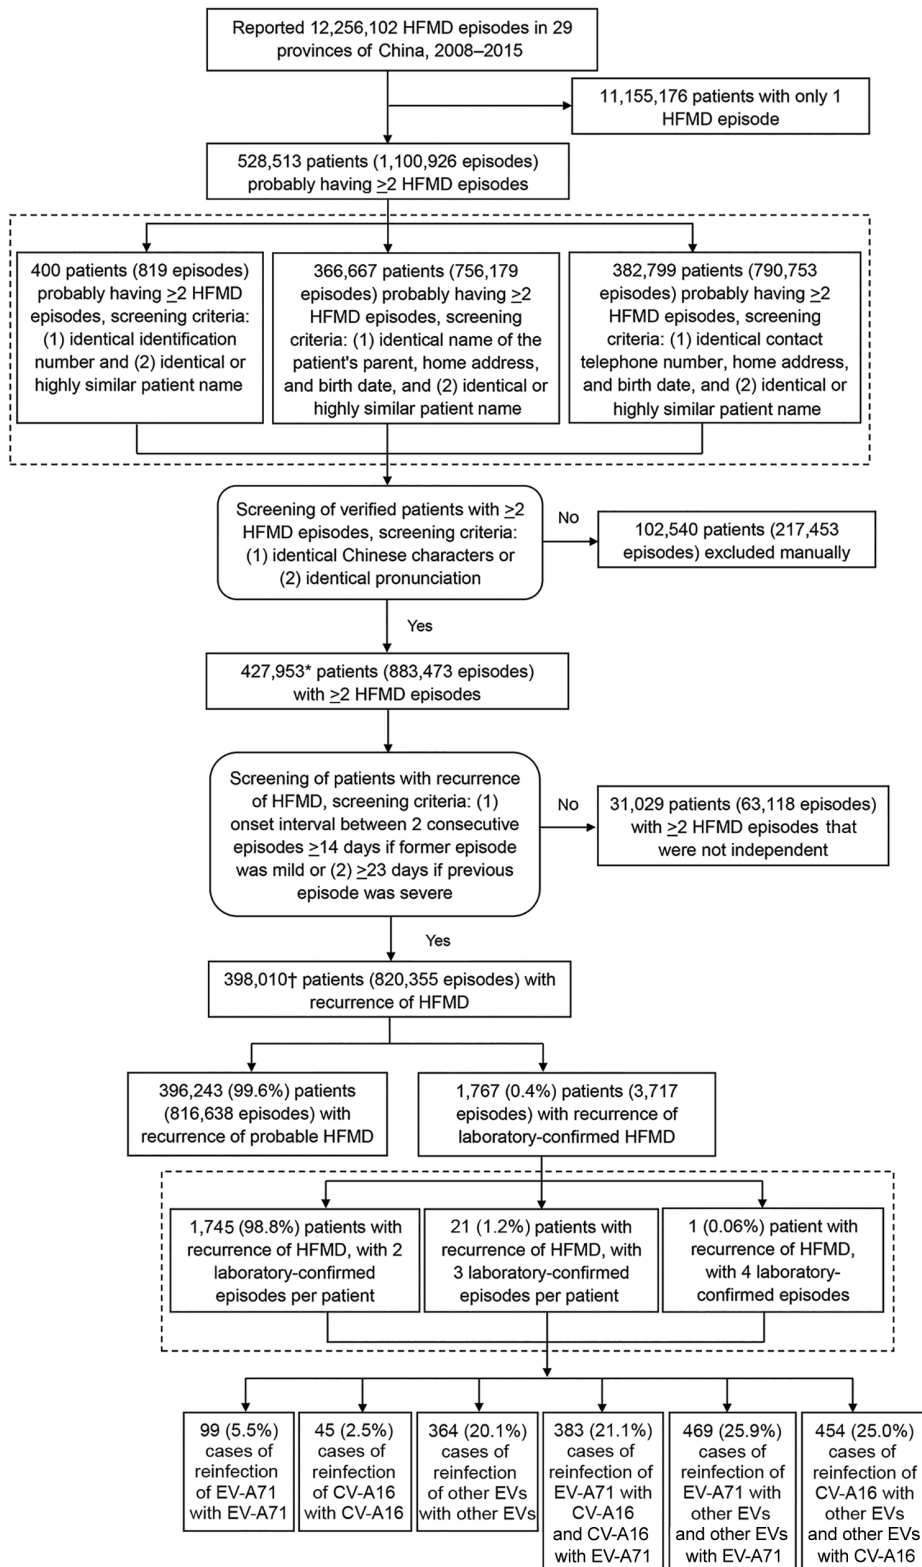 Reported 12,256,102 HFMD episodes in 29
provinces of China, 2008–2015
11,155,176 patients with only 1
HFMD episode
528,513 patients (1,100,926 episodes)
probably having ≥2 HFMD episodes
400 patients (819 episodes)
probably having ≥2 HFMD
episodes, screening criteria:
(1) identical identification
number and (2) identical or
highly similar patient name
366,667 patients (756,179
episodes) probably having ≥2
HFMD episodes, screening
criteria: (1) identical name of the
patient's parent, home address,
and birth date, and (2) identical or
highly similar patient name
382,799 patients (790,753
episodes) probably having ≥2
HFMD episodes, screening
criteria: (1) identical contact
telephone number, home address,
and birth date, and (2) identical or
highly similar patient name
Screening of verified patients with ≥2
HFMD episodes, screening criteria:
(1) identical Chinese characters or
(2) identical pronunciation
No
102,540 patients (217,453
episodes) excluded manually
Yes
427,953* patients (883,473 episodes)
with ≥2 HFMD episodes
Screening of patients with recurrence
of HFMD, screening criteria: (1)
onset interval between 2 consecutive
episodes ≥14 days if former episode
was mild or (2) ≥23 days if previous
episode was severe
No
31,029 patients (63,118 episodes)
with ≥2 HFMD episodes that
were not independent
Yes
398,010† patients (820,355 episodes) with
recurrence of HFMD
396,243 (99.6%) patients
(816,638 episodes) with
recurrence of probable HFMD
1,767 (0.4%) patients (3,717
episodes) with recurrence of
laboratory-confirmed HFMD
1,745 (98.8%) patients with
recurrence of HFMD, with 2
laboratory-confirmed
episodes per patient
21 (1.2%) patients with
recurrence of HFMD, with
3 laboratory-confirmed
episodes per patient
1 (0.06%) patient with
recurrence of HFMD,
with 4 laboratory-
confirmed episodes
99 (5.5%)
cases of
reinfection
of EV-A71
with EV-A71
45 (2.5%)
cases of
reinfection
of CV-A16
with CV-A16
364 (20.1%)
cases of
reinfection
of other EVs
with other EVs
383 (21.1%)
cases of
reinfection of
EV-A71 with
CV-A16
and CV-A16
with EV-A71
469 (25.9%)
cases of
reinfection of
EV-A71 with
other EVs
and other EVs
with EV-A71
454 (25.0%)
cases of
reinfection of
CV-A16 with
other EVs
and other EVs
with CV-A16